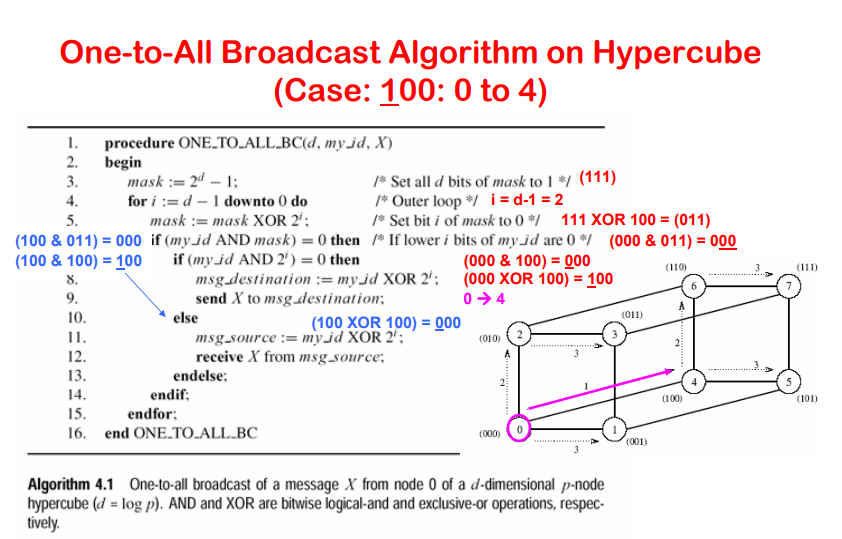 One-to-All Broadcast Algorithm on Hypercube
(Case: 100: 0 to 4)
1. procedure ONE_TO_ALL_BC(d, my_id, X)
2. begin
3. mask := 2^d − 1; /* Set all d bits of mask to 1 */ (111)
4. for i := d − 1 downto 0 do /* Outer loop */ i = d-1 = 2
5. mask := mask XOR 2^i; /* Set bit i of mask to 0 */ 111 XOR 100 = (011)
(100 & 011) = 000 if (my_id AND mask) = 0 then /* If lower i bits of my_id are 0 */ (000 & 011) = 000
(100 & 100) = 100 if (my_id AND 2^i) = 0 then (000 & 100) = 000
8. msg_destination := my_id XOR 2^i; (000 XOR 100) = 100
9. send X to msg_destination; 0 → 4
10. else (100 XOR 100) = 000
11. msg_source := my_id XOR 2^i;
12. receive X from msg_source;
13. endelse;
14. endif;
15. endfor;
16. end ONE_TO_ALL_BC
(110) 3 (111)
6 7
(011)
(010) 2 3 2
3
2 1 4 3 5
(100) (101)
(000) 0 1
3 (001)
Algorithm 4.1 One-to-all broadcast of a message X from node 0 of a d-dimensional p-node
hypercube (d = log p). AND and XOR are bitwise logical-and and exclusive-or operations, respec-
tively.